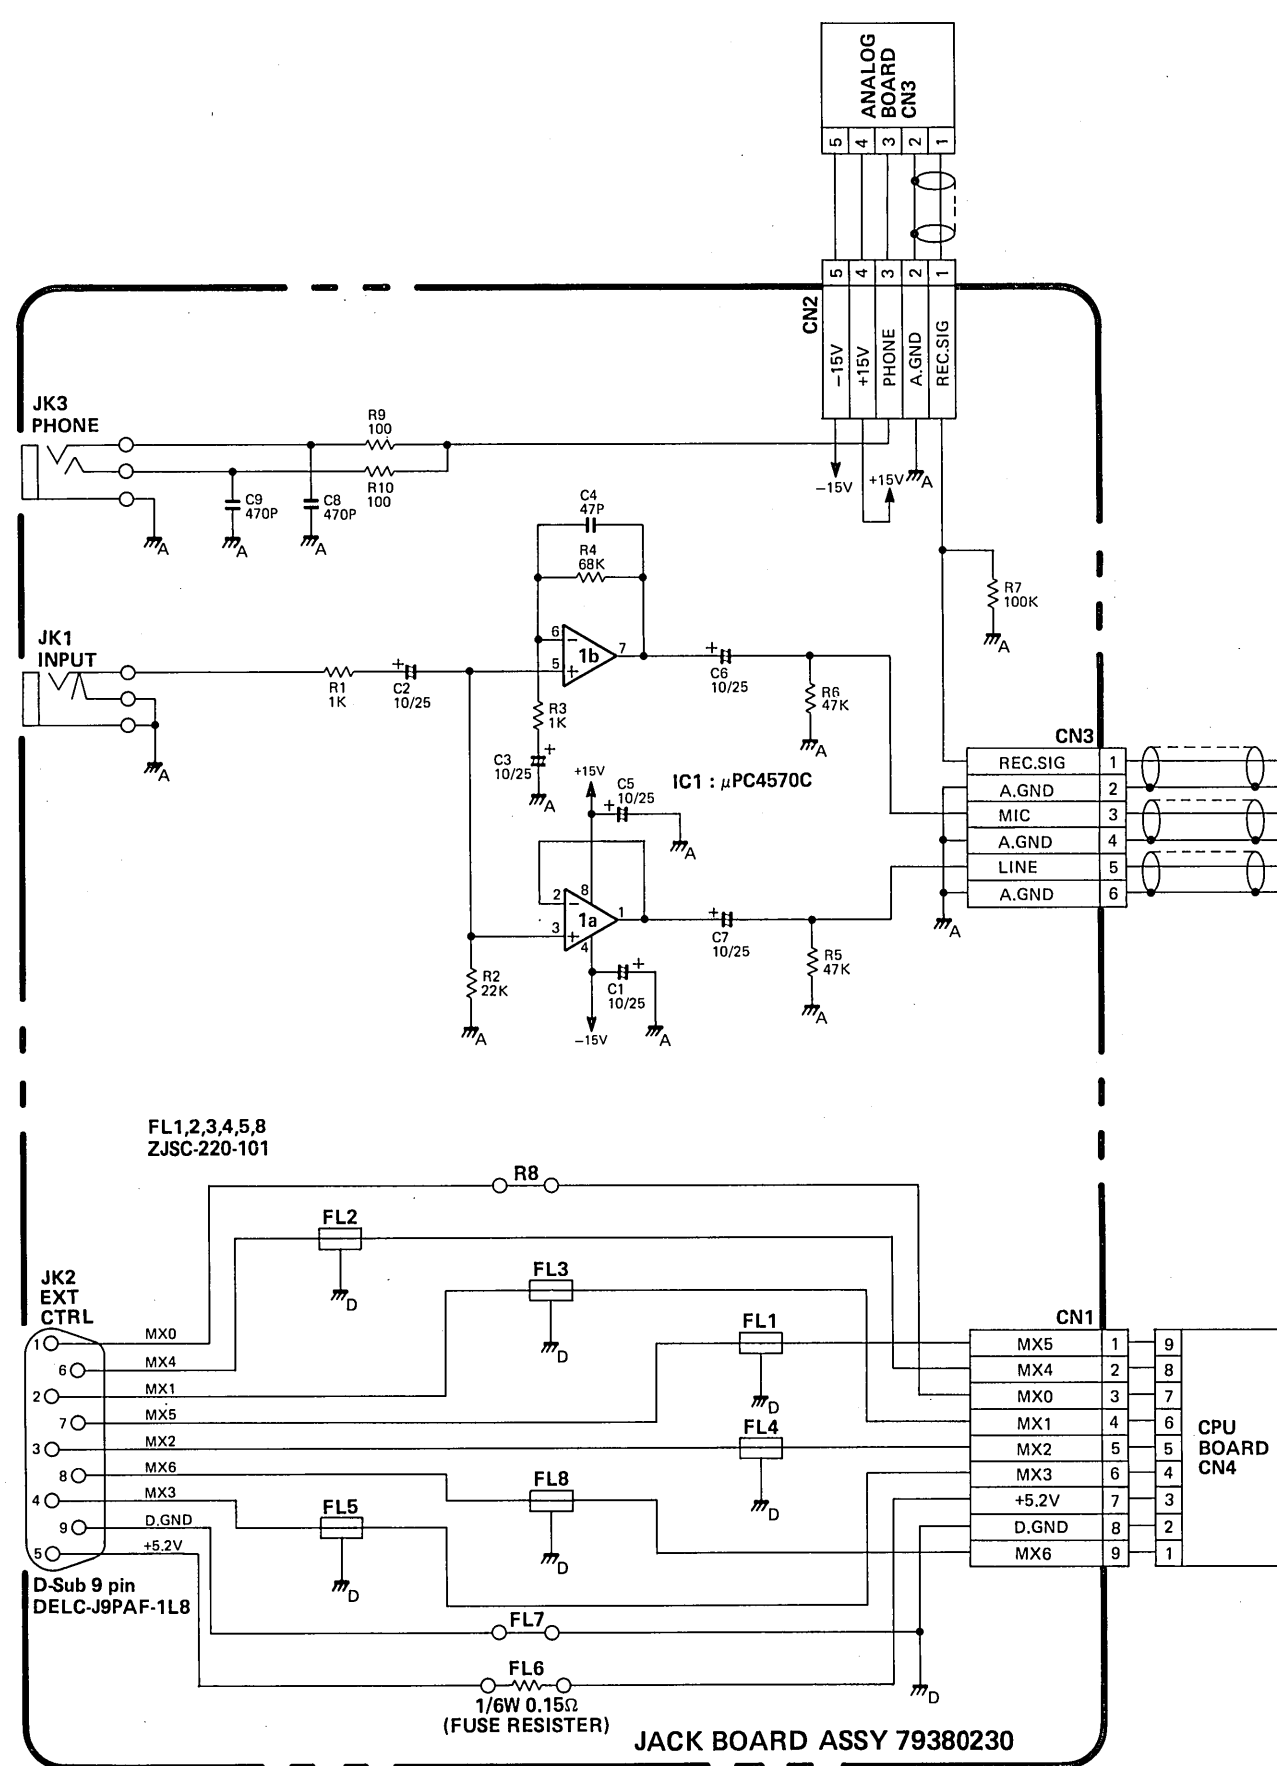 ANALOG
BOARD
CN3
5 4 3 2 1
5 4 3 2 1
CN2
-15V
+15V
PHONE
A.GND
REC.SIG
JK3
PHONE
R9
100
R10
100
C9
470P
C8
470P
A
A
A
-15V
+15V
A
C4
47P
R4
68K
R7
100K
A
JK1
INPUT
R1
1K
+
C2
10/25
6 −
5 +
1b
7
+
C6
10/25
R6
47K
A
R3
1K
C3
10/25
+
A
A
+15V
C5
10/25
+
A
IC1 : μPC4570C
CN3
REC.SIG 1
A.GND 2
MIC 3
A.GND 4
LINE 5
A.GND 6
A
2 −
3 +
1a
8
4
1
+
C7
10/25
R5
47K
A
R2
22K
A
C1
10/25
+
A
-15V
FL1,2,3,4,5,8
ZJSC-220-101
R8
FL2
D
FL3
D
FL1
D
FL4
D
FL8
D
FL5
D
JK2
EXT
CTRL
1 MX0
6 MX4
2 MX1
7 MX5
3 MX2
8 MX6
4 MX3
9 D.GND
5 +5.2V
D-Sub 9 pin
DELC-J9PAF-1L8
CN1
MX5 1 9
MX4 2 8
MX0 3 7
MX1 4 6
MX2 5 5
MX3 6 4
+5.2V 7 3
D.GND 8 2
MX6 9 1
CPU
BOARD
CN4
FL7
FL6
1/6W 0.15Ω
(FUSE RESISTER)
D
JACK BOARD ASSY 79380230